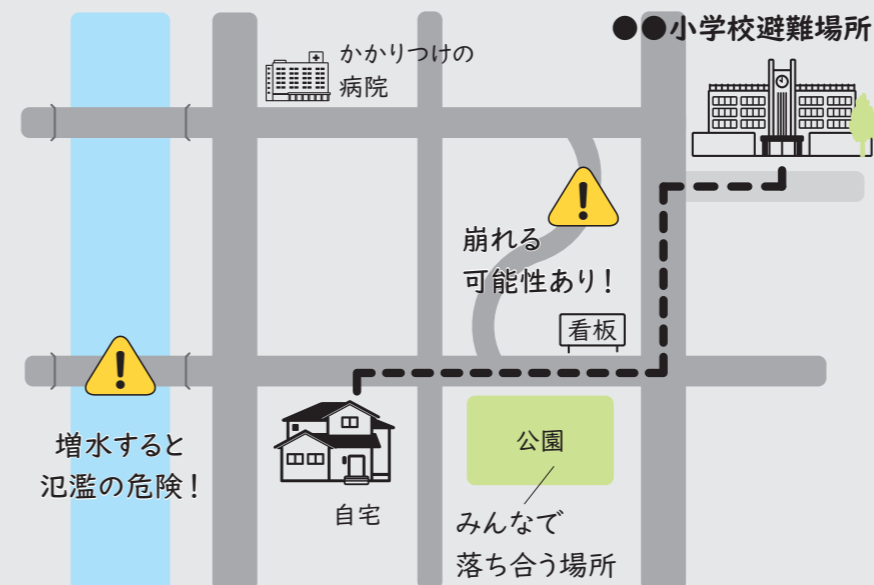 ●●小学校避難場所
かかりつけの
病院
崩れる
可能性あり!
看板
増水すると
氾濫の危険!
公園
自宅
みんなで
落ち合う場所